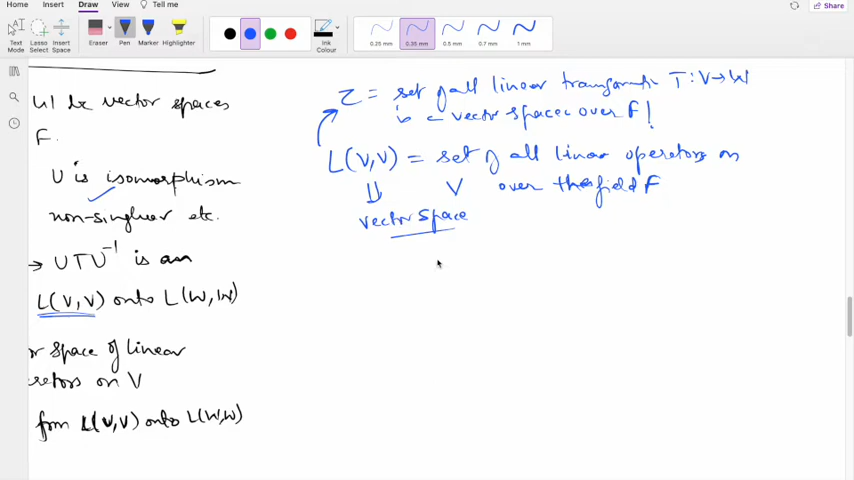 Home Insert Draw View Tell me
Share
Text Mode
Lasso Select
Insert Space
Eraser
Pen
Marker
Highlighter
Ink Colour
0.25 mm
0.35 mm
0.5 mm
0.7 mm
1 mm
W be vector spaces
F.
U is isomorphism
non-singular etc.
→ UTU⁻¹ is an
L(V,V) onto L(W,W)
or space of linear
erators on V
from L(V,V) onto L(W,W)
τ = set of all linear transformatn T: V→W
is a vector space over F!
L(V,V) = set of all linear operators on
⇓ V over the field F
vector space